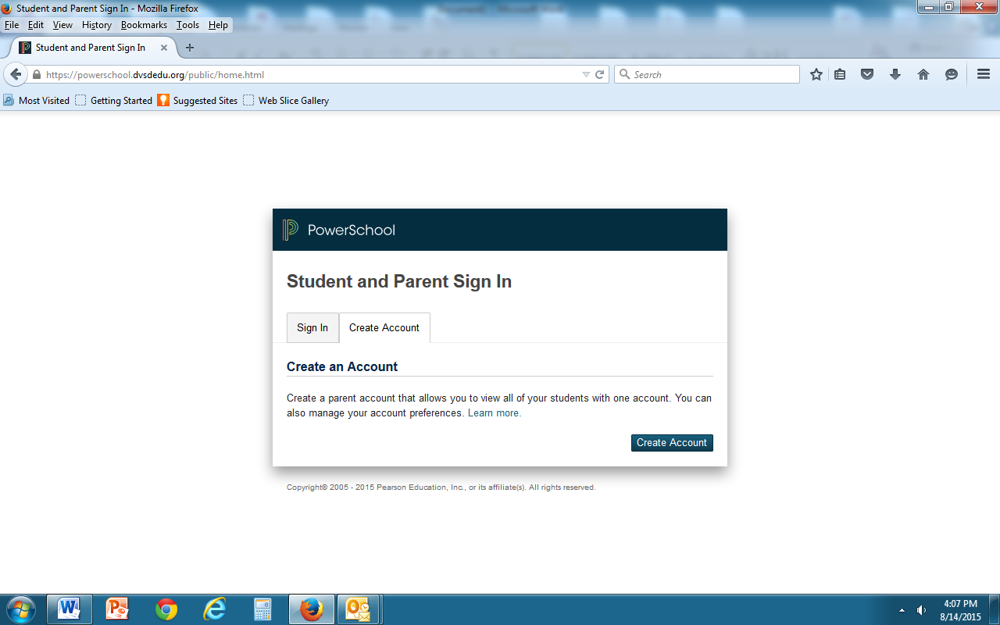 Student and Parent Sign In - Mozilla Firefox
File Edit View History Bookmarks Tools Help
Student and Parent Sign In
https://powerschool.dvsdedu.org/public/home.html
Search
Most Visited Getting Started Suggested Sites Web Slice Gallery
PowerSchool
Student and Parent Sign In
Sign In Create Account
Create an Account
Create a parent account that allows you to view all of your students with one account. You can
also manage your account preferences. Learn more.
Create Account
Copyright© 2005 - 2015 Pearson Education, Inc., or its affiliate(s). All rights reserved.
4:07 PM
8/14/2015